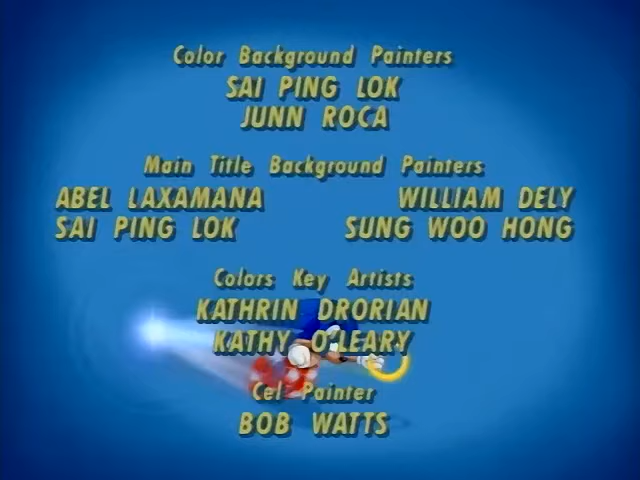 Color Background Painters
SAI PING LOK
JUNN ROCA
Main Title Background Painters
ABEL LAXAMANA WILLIAM DELY
SAI PING LOK SUNG WOO HONG
Colors Key Artists
KATHRIN DRORIAN
KATHY O'LEARY
Cel Painter
BOB WATTS